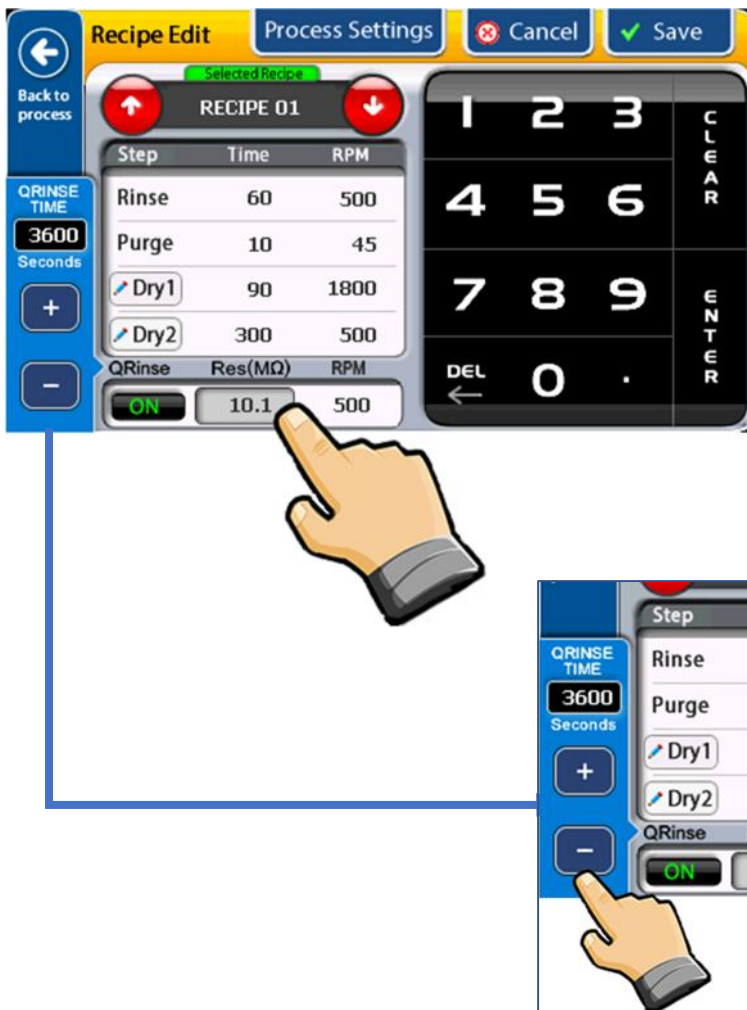 Recipe Edit Process Settings Cancel Save
Back to
process
Selected Recipe
RECIPE 01
Step Time RPM
Rinse 60 500
Purge 10 45
Dry1 90 1800
Dry2 300 500
QRinse Res(MΩ) RPM
ON 10.1 500
QRINSE
TIME
3600
Seconds
+
-
1 2 3
4 5 6
7 8 9
DEL 0 .
CLEAR
ENTER
Step
QRINSE
TIME
3600
Seconds
+
-
Rinse
Purge
Dry1
Dry2
QRinse
ON